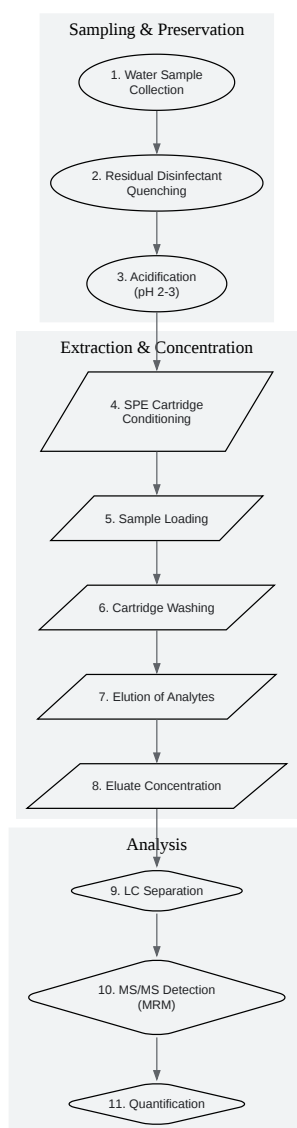 Sampling & Preservation
1. Water Sample
Collection
2. Residual Disinfectant
Quenching
3. Acidification
(pH 2-3)
Extraction & Concentration
4. SPE Cartridge
Conditioning
5. Sample Loading
6. Cartridge Washing
7. Elution of Analytes
8. Eluate Concentration
Analysis
9. LC Separation
10. MS/MS Detection
(MRM)
11. Quantification